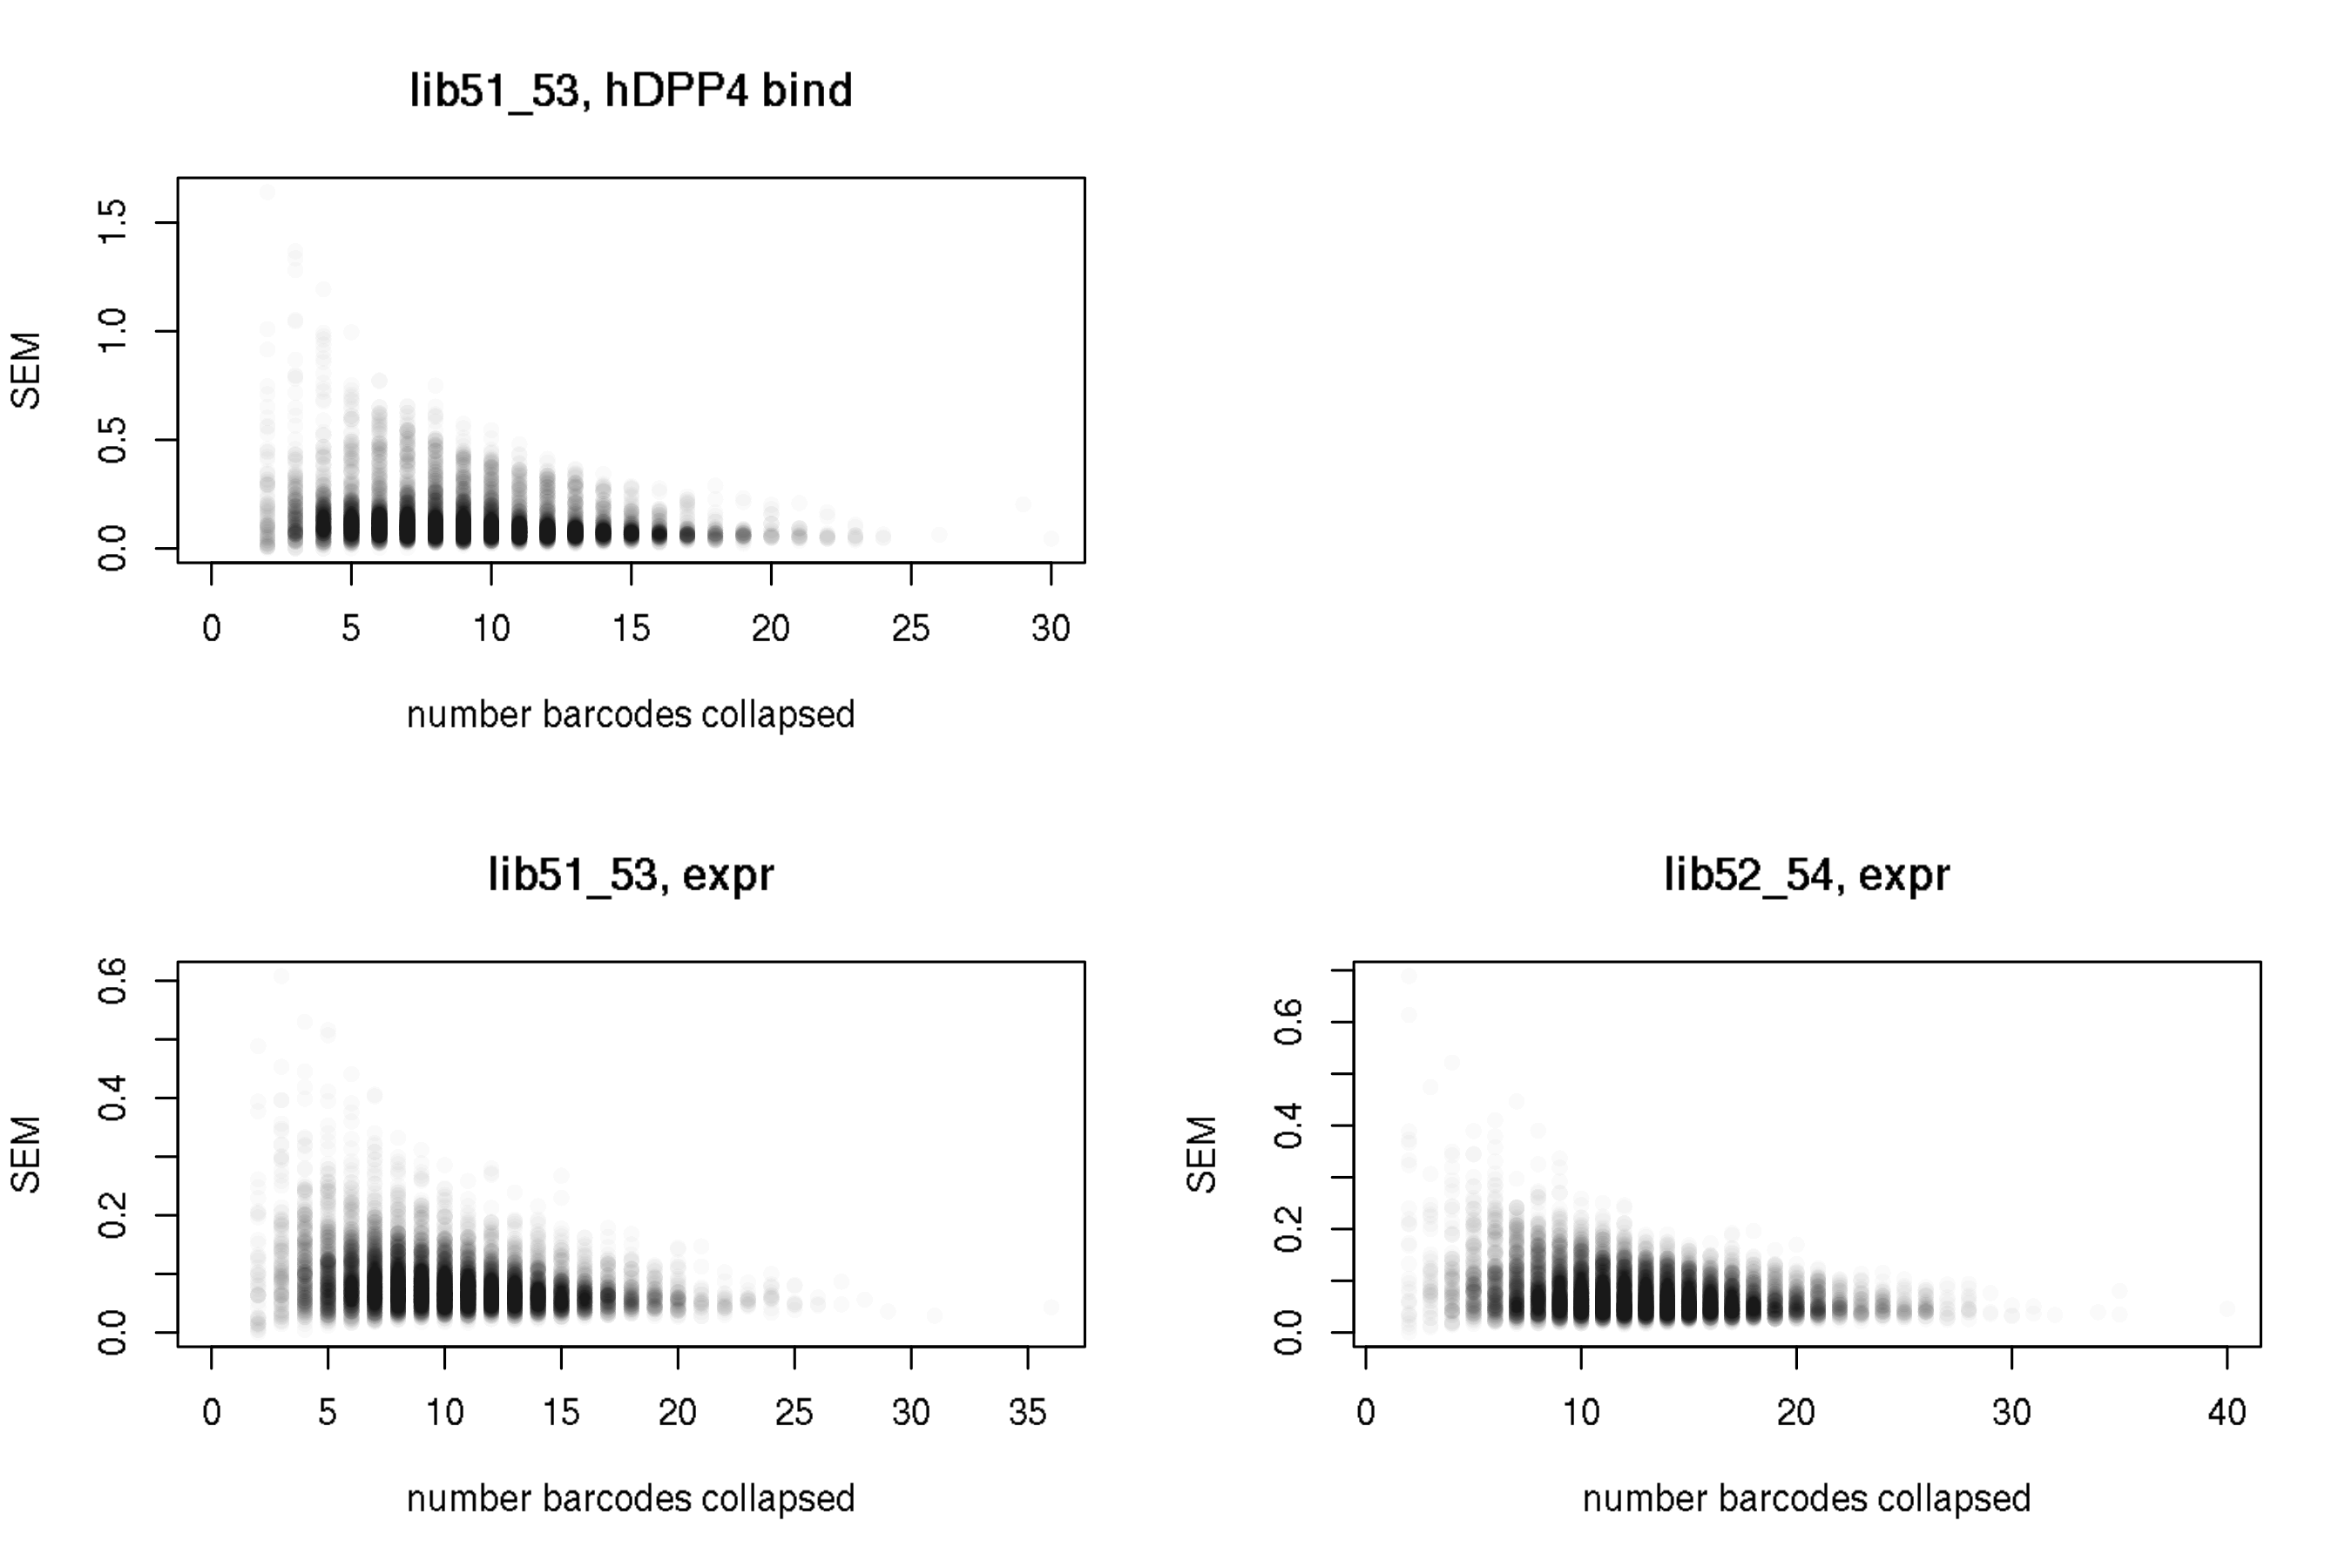 lib51_53, hDPP4 bind
SEM
1.5
1.0
0.5
0.0
0 5 10 15 20 25 30
number barcodes collapsed
lib51_53, expr
SEM
0.6
0.4
0.2
0.0
0 5 10 15 20 25 30 35
number barcodes collapsed
lib52_54, expr
SEM
0.6
0.4
0.2
0.0
0 10 20 30 40
number barcodes collapsed